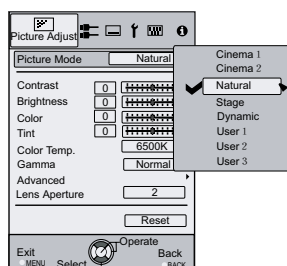 Picture Adjust
Picture Mode Natural
Contrast 0
Brightness 0
Color 0
Tint 0
Color Temp. 6500K
Gamma Normal
Advanced
Lens Aperture 2
Reset
Exit
MENU
Select
Operate
Back
BACK
Cinema 1
Cinema 2
Natural
Stage
Dynamic
User 1
User 2
User 3